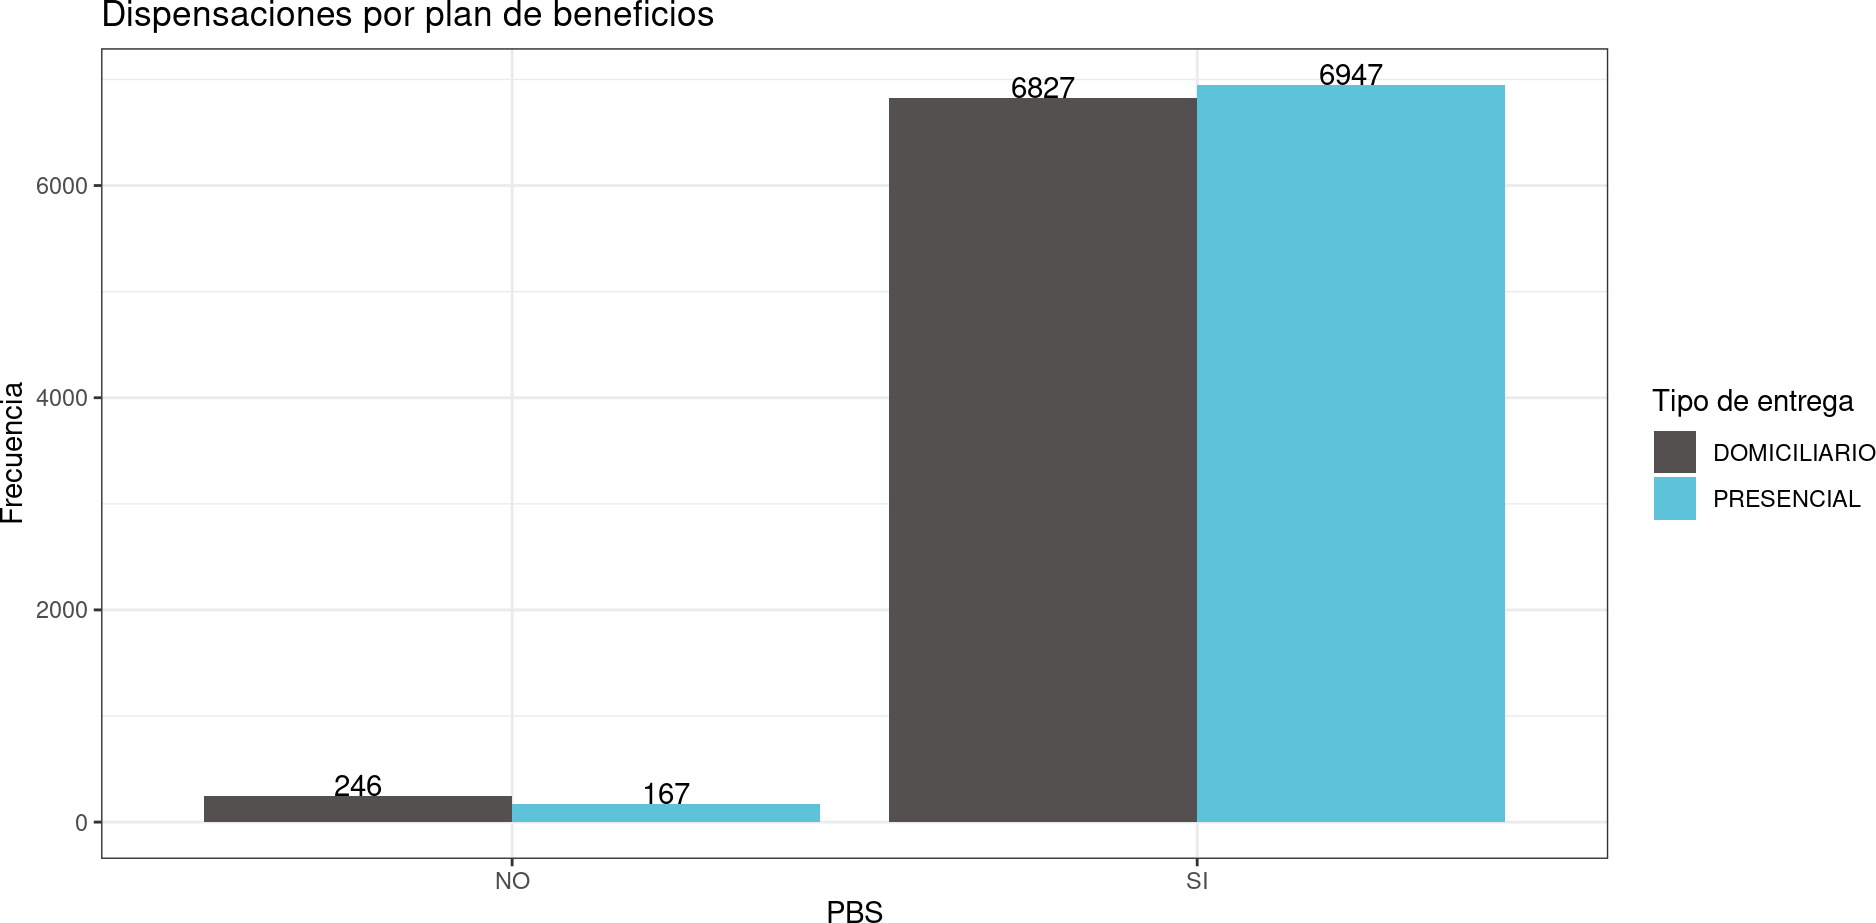 Dispensaciones por plan de beneficios
6827
6947
6000
4000
2000
0
246
167
Frecuencia
NO
SI
PBS
Tipo de entrega
DOMICILIARIO
PRESENCIAL